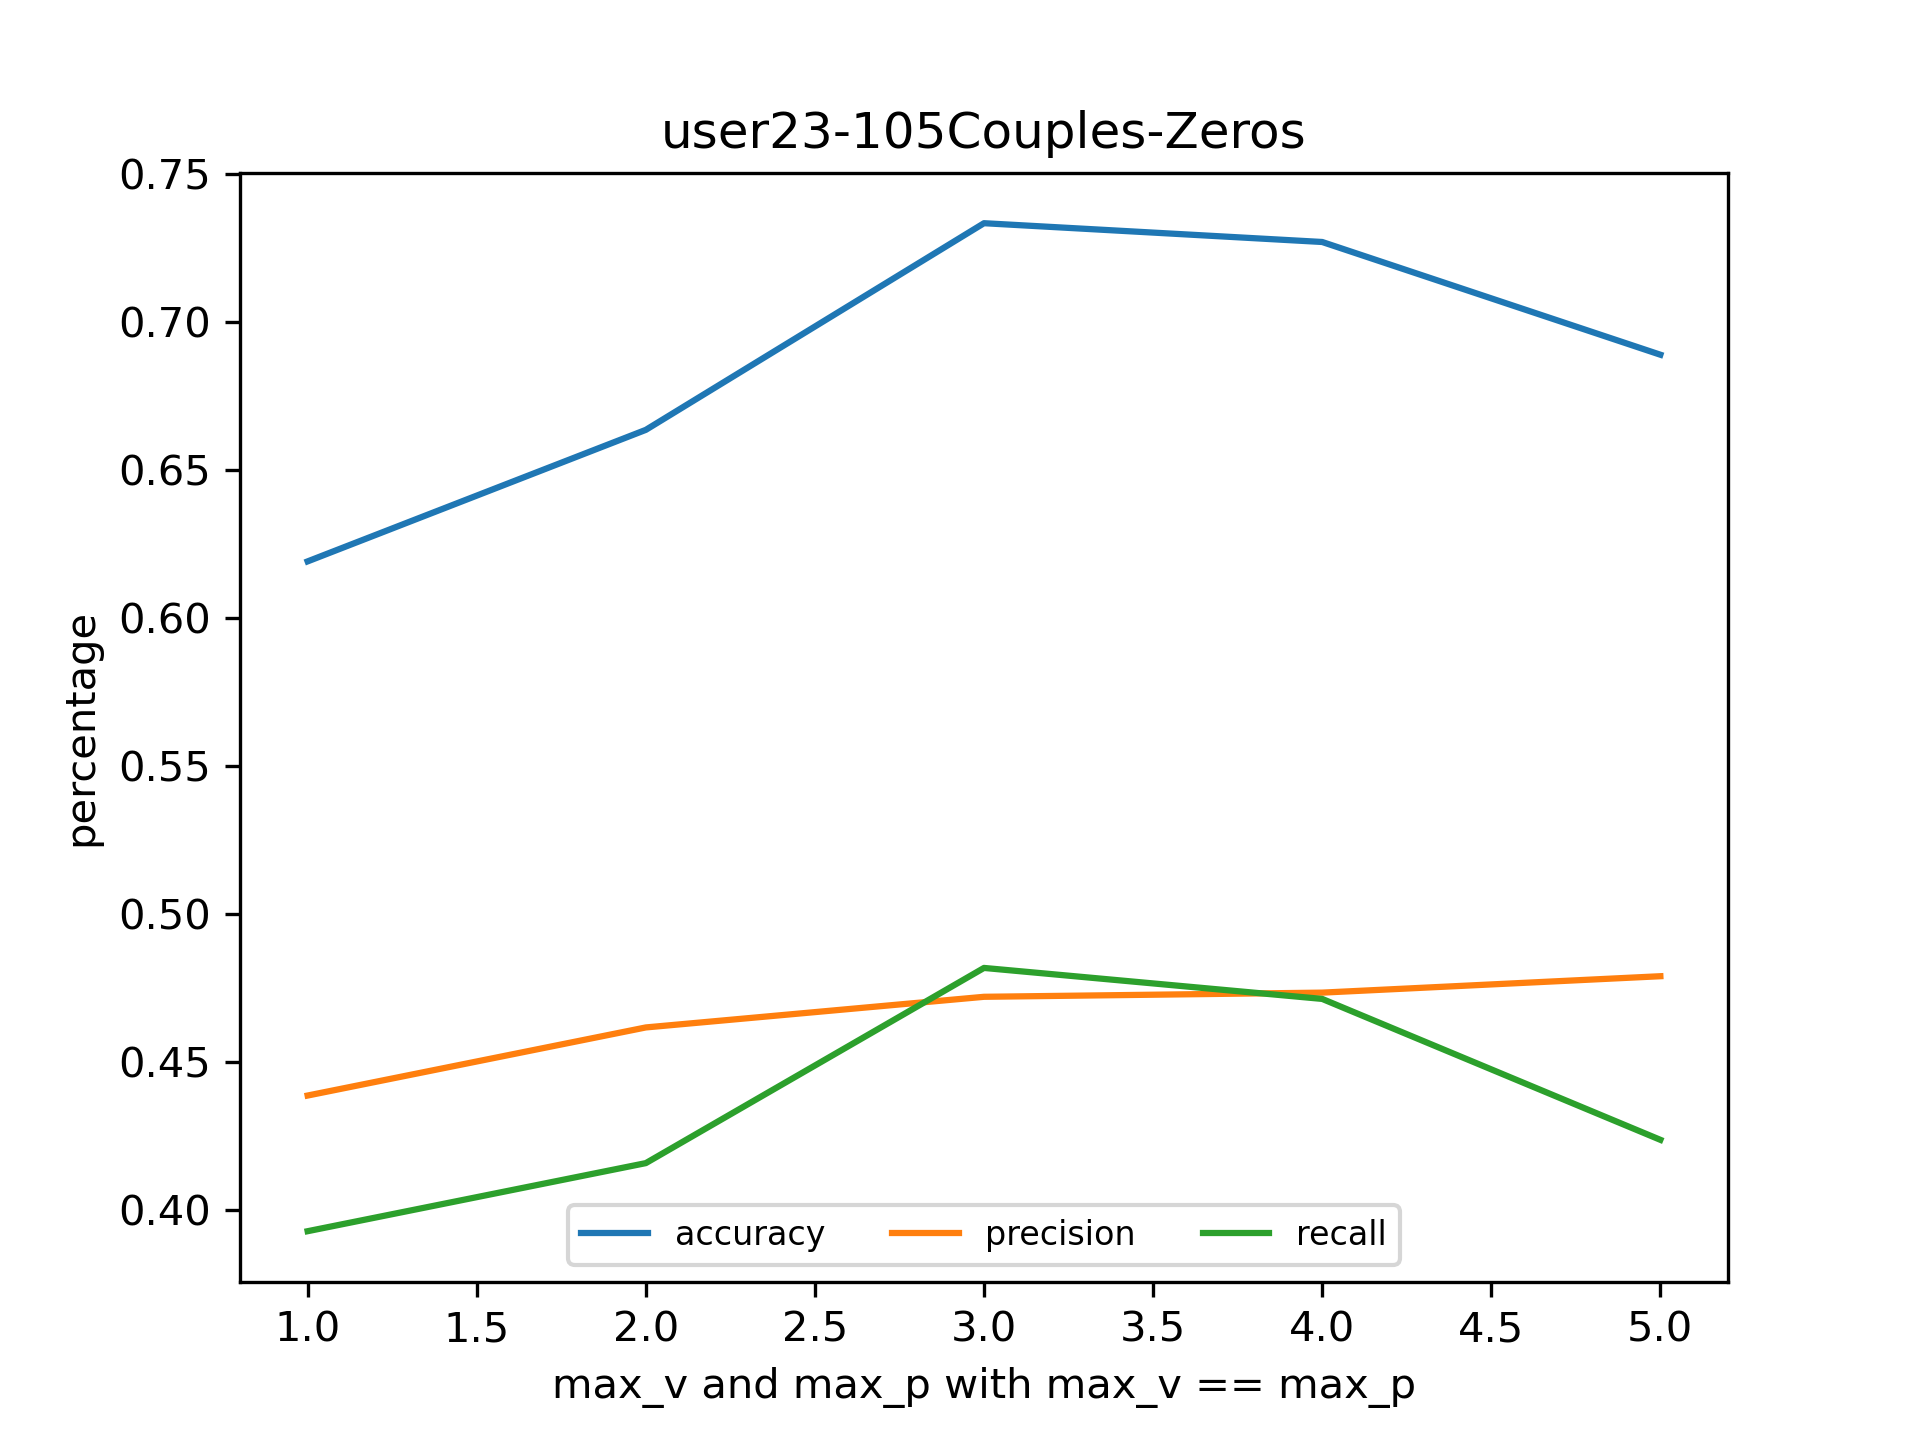 user23-105Couples-Zeros
0.75
0.70
0.65
0.60
0.55
0.50
0.45
0.40
percentage
accuracy precision recall
1.0 1.5 2.0 2.5 3.0 3.5 4.0 4.5 5.0
max_v and max_p with max_v == max_p